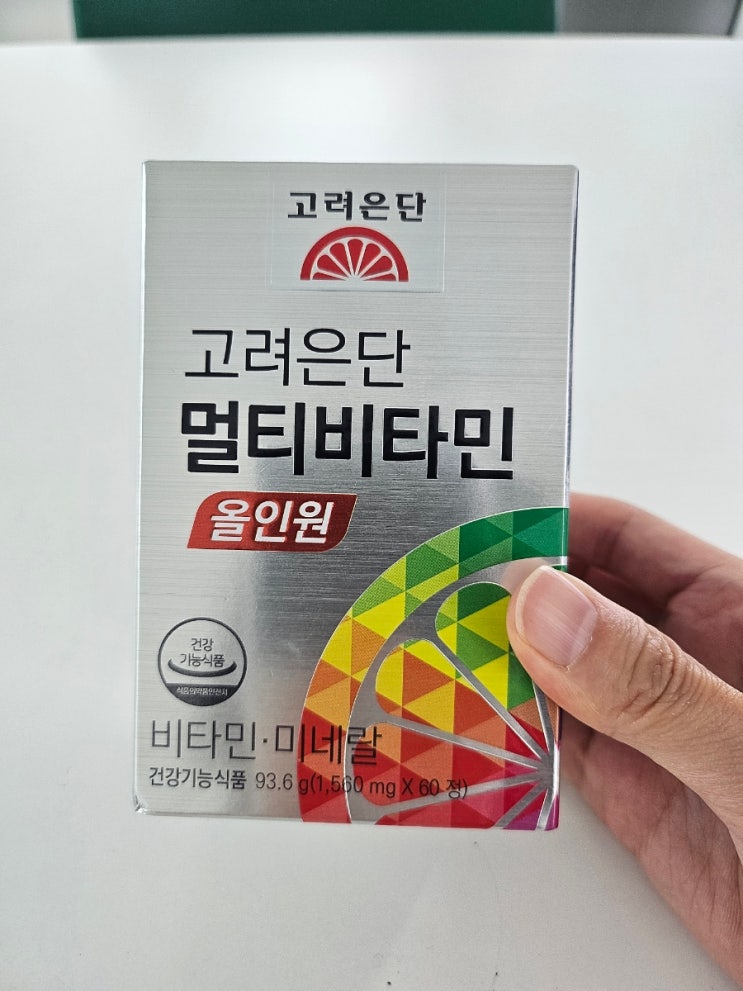 고려은단
고려은단
멀티비타민
올인원
건강
기능식품
식품의약품안전처
비타민·미네랄
건강기능식품 93.6 g(1,560 mg X 60 정)